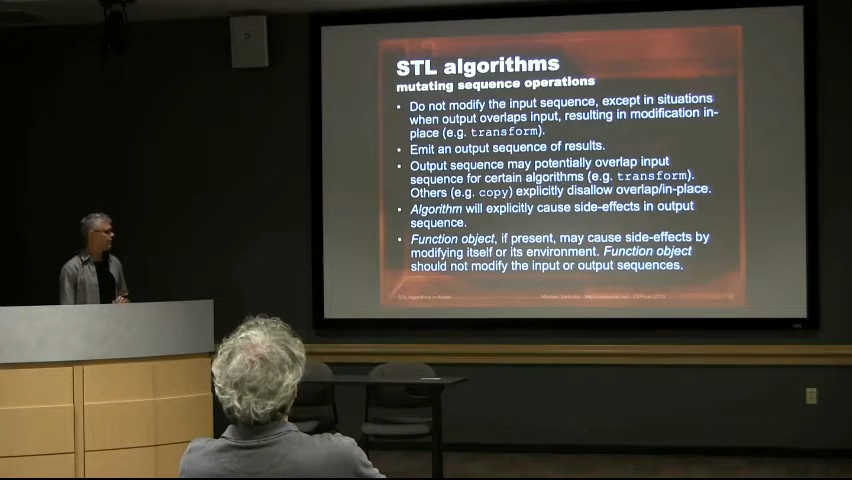 STL algorithms
mutating sequence operations
• Do not modify the input sequence, except in situations
when output overlaps input, resulting in modification in-
place (e.g. transform).
• Emit an output sequence of results.
• Output sequence may potentially overlap input
sequence for certain algorithms (e.g. transform).
Others (e.g. copy) explicitly disallow overlap/in-place.
• Algorithm will explicitly cause side-effects in output
sequence.
• Function object, if present, may cause side-effects by
modifying itself or its environment. Function object
should not modify the input or output sequences.
STL Algorithms in Action